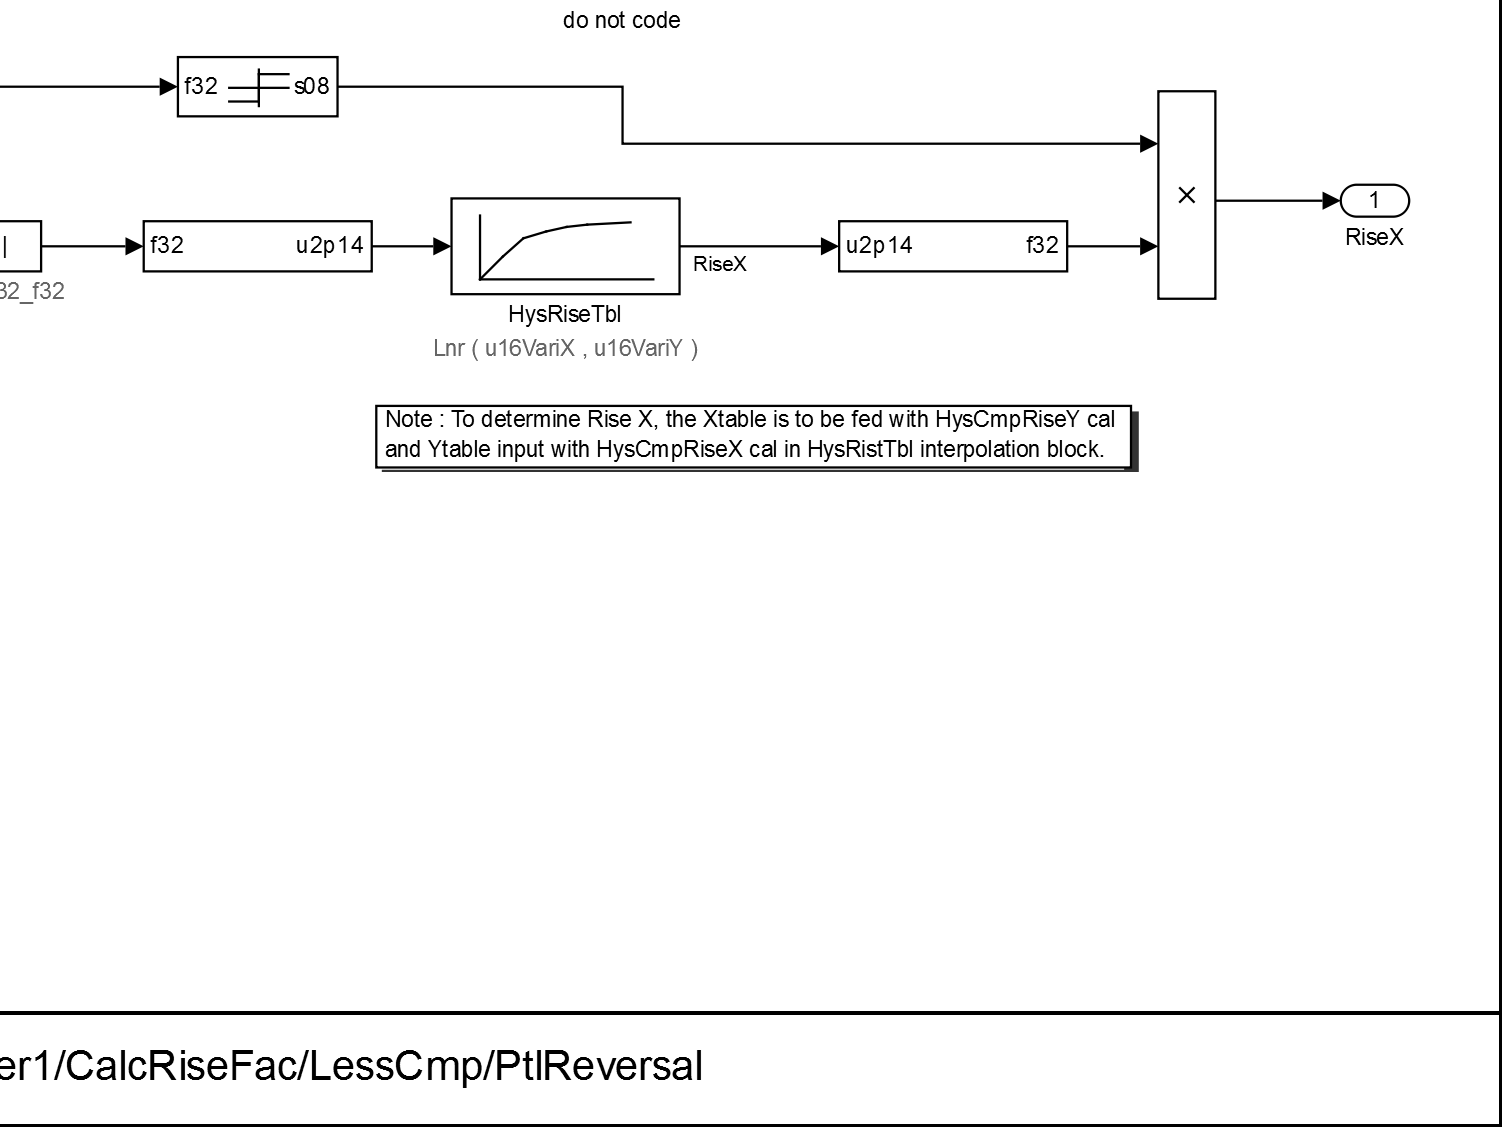 do not code
f32 s08
×
1
RiseX
|
f32 u2p14
RiseX
u2p14 f32
32_f32
HysRiseTbl
Lnr ( u16VariX , u16VariY )
Note : To determine Rise X, the Xtable is to be fed with HysCmpRiseY cal
and Ytable input with HysCmpRiseX cal in HysRistTbl interpolation block.
er1/CalcRiseFac/LessCmp/PtlReversal